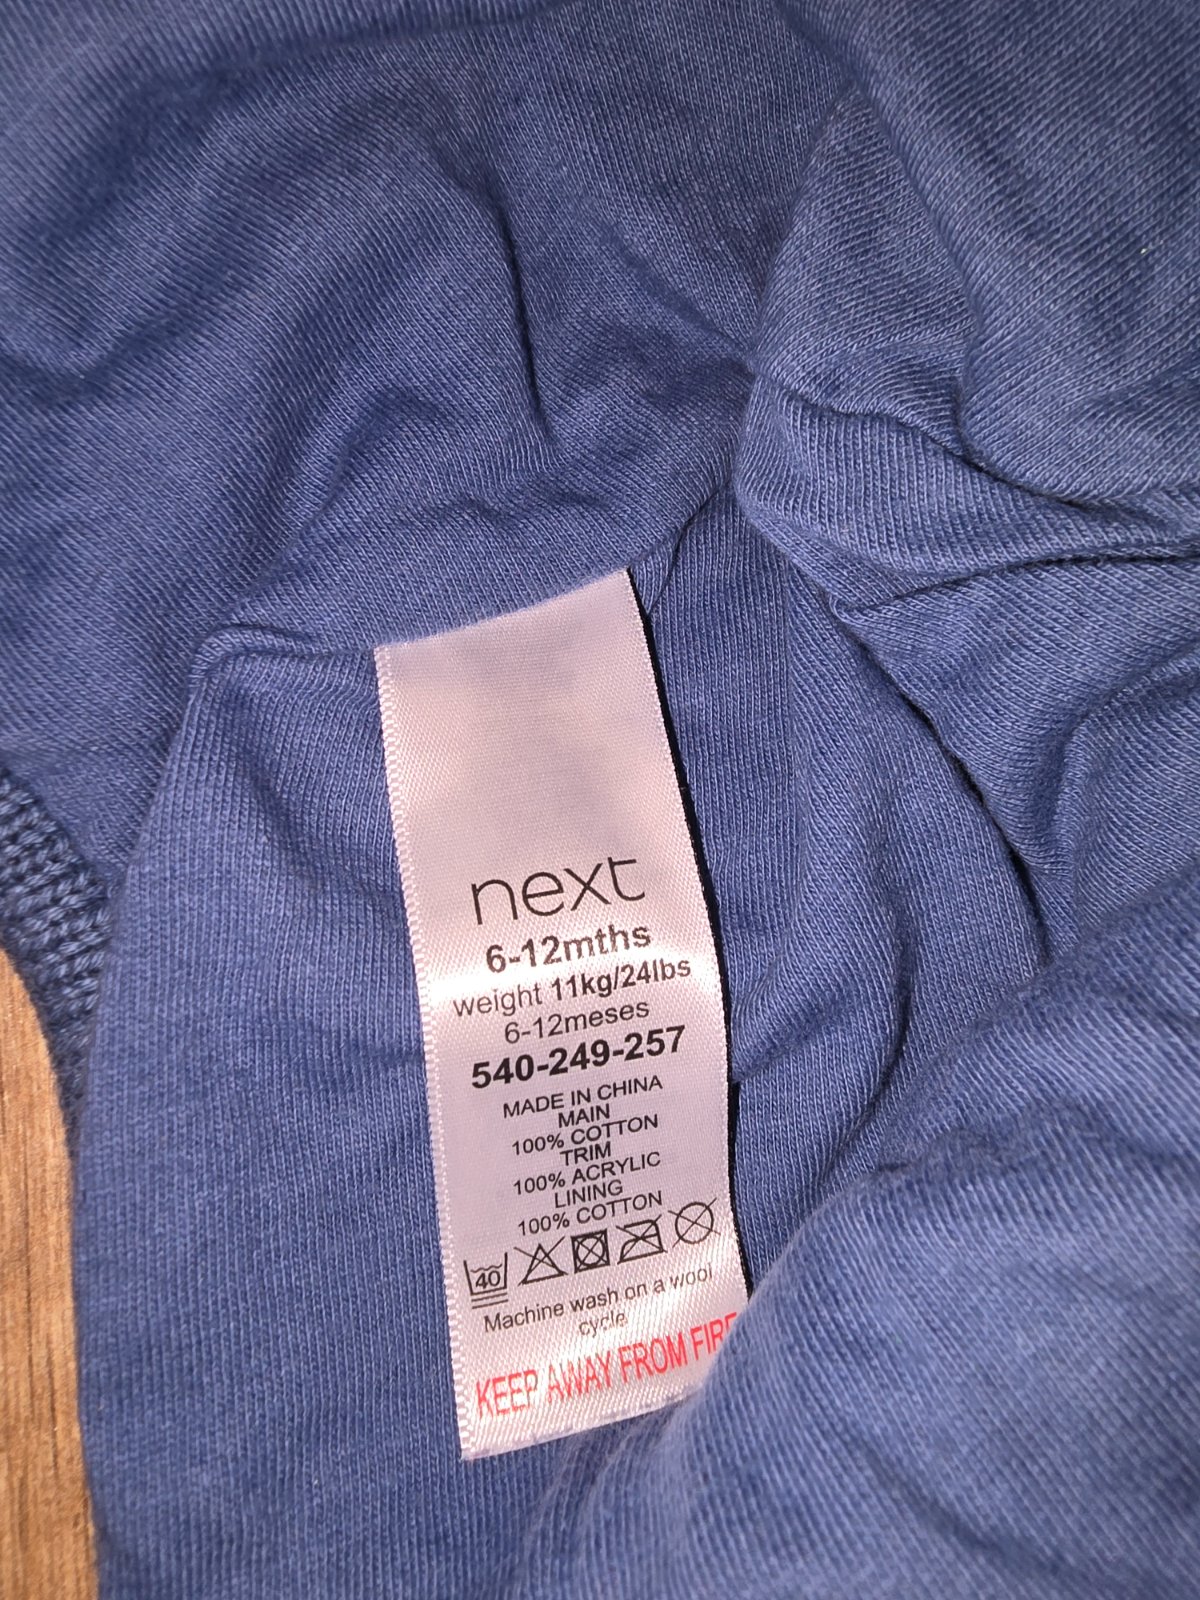 next
6-12mths
weight 11kg/24lbs
6-12meses
540-249-257
MADE IN CHINA
MAIN
100% COTTON
TRIM
100% ACRYLIC
LINING
100% COTTON
40
Machine wash on a wool
cycle
KEEP AWAY FROM FIRE